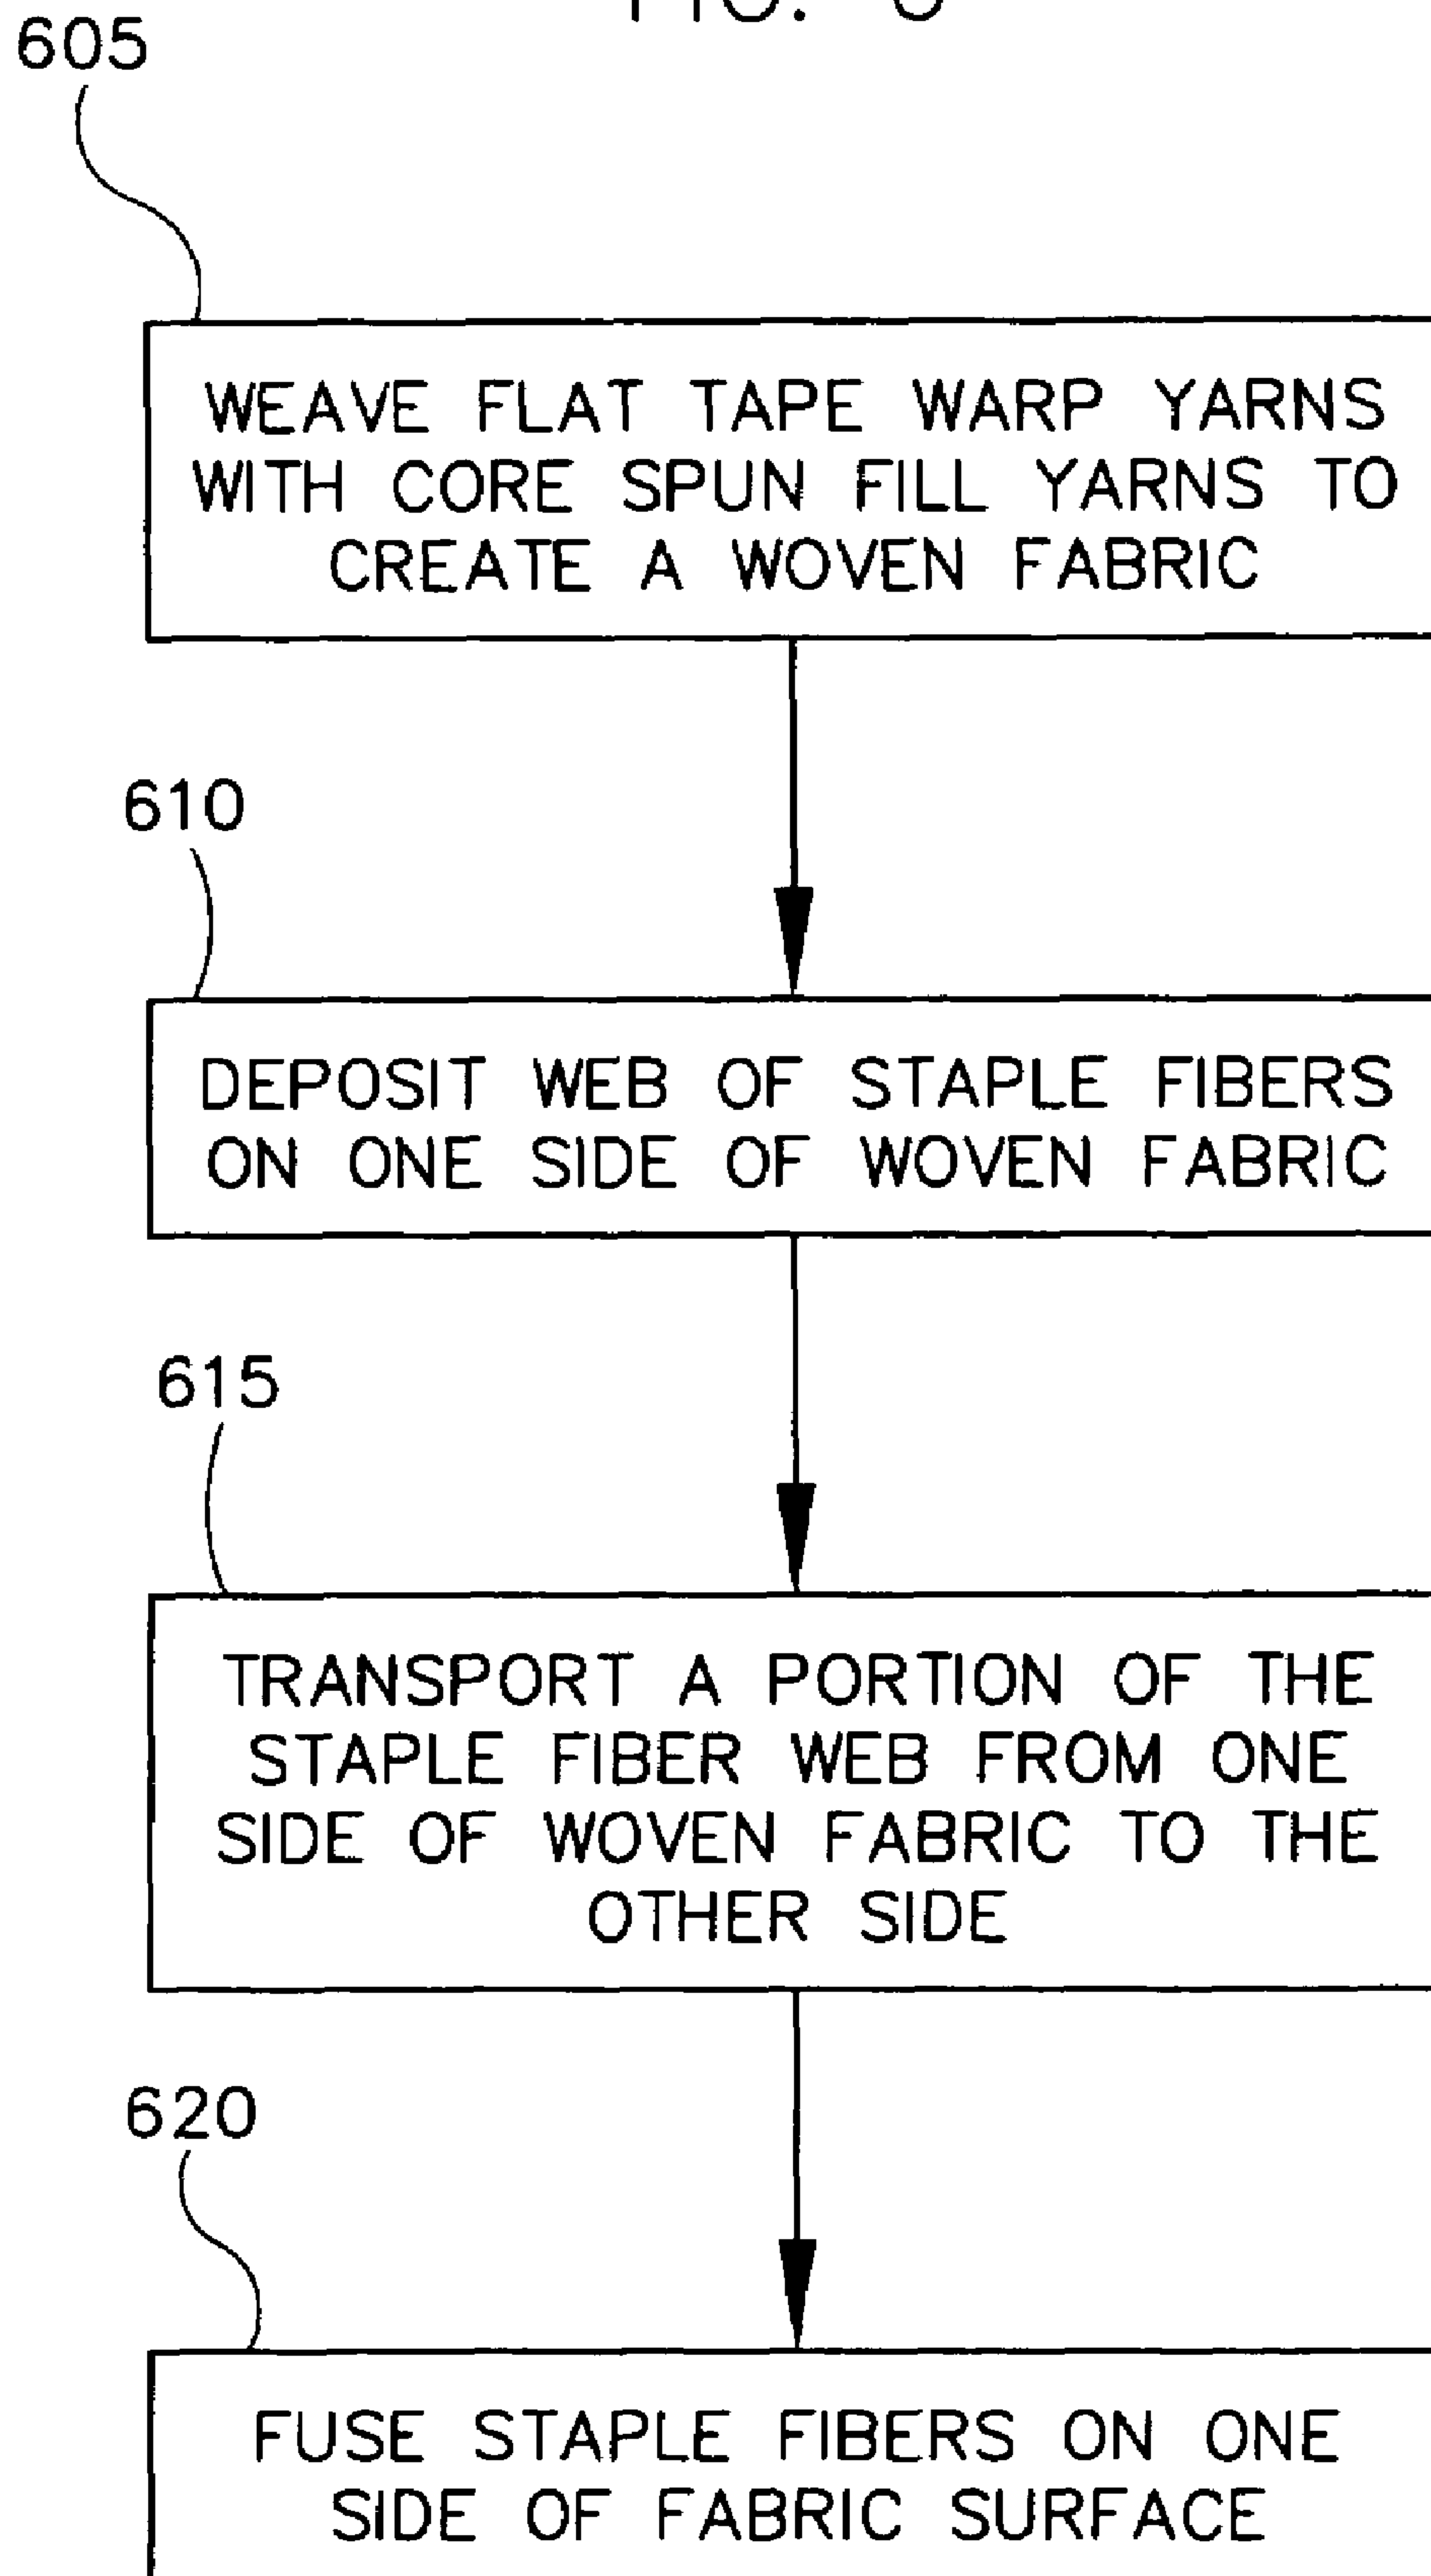 FIG.
605
WEAVE FLAT TAPE WARP YARNS
WITH CORE SPUN FILL YARNS TO
CREATE A WOVEN FABRIC
610
DEPOSIT WEB OF STAPLE FIBERS
ON ONE SIDE OF WOVEN FABRIC
615
TRANSPORT A PORTION OF THE
STAPLE FIBER WEB FROM ONE
SIDE OF WOVEN FABRIC TO THE
OTHER SIDE
620
FUSE STAPLE FIBERS ON ONE
SIDE OF FABRIC SURFACE